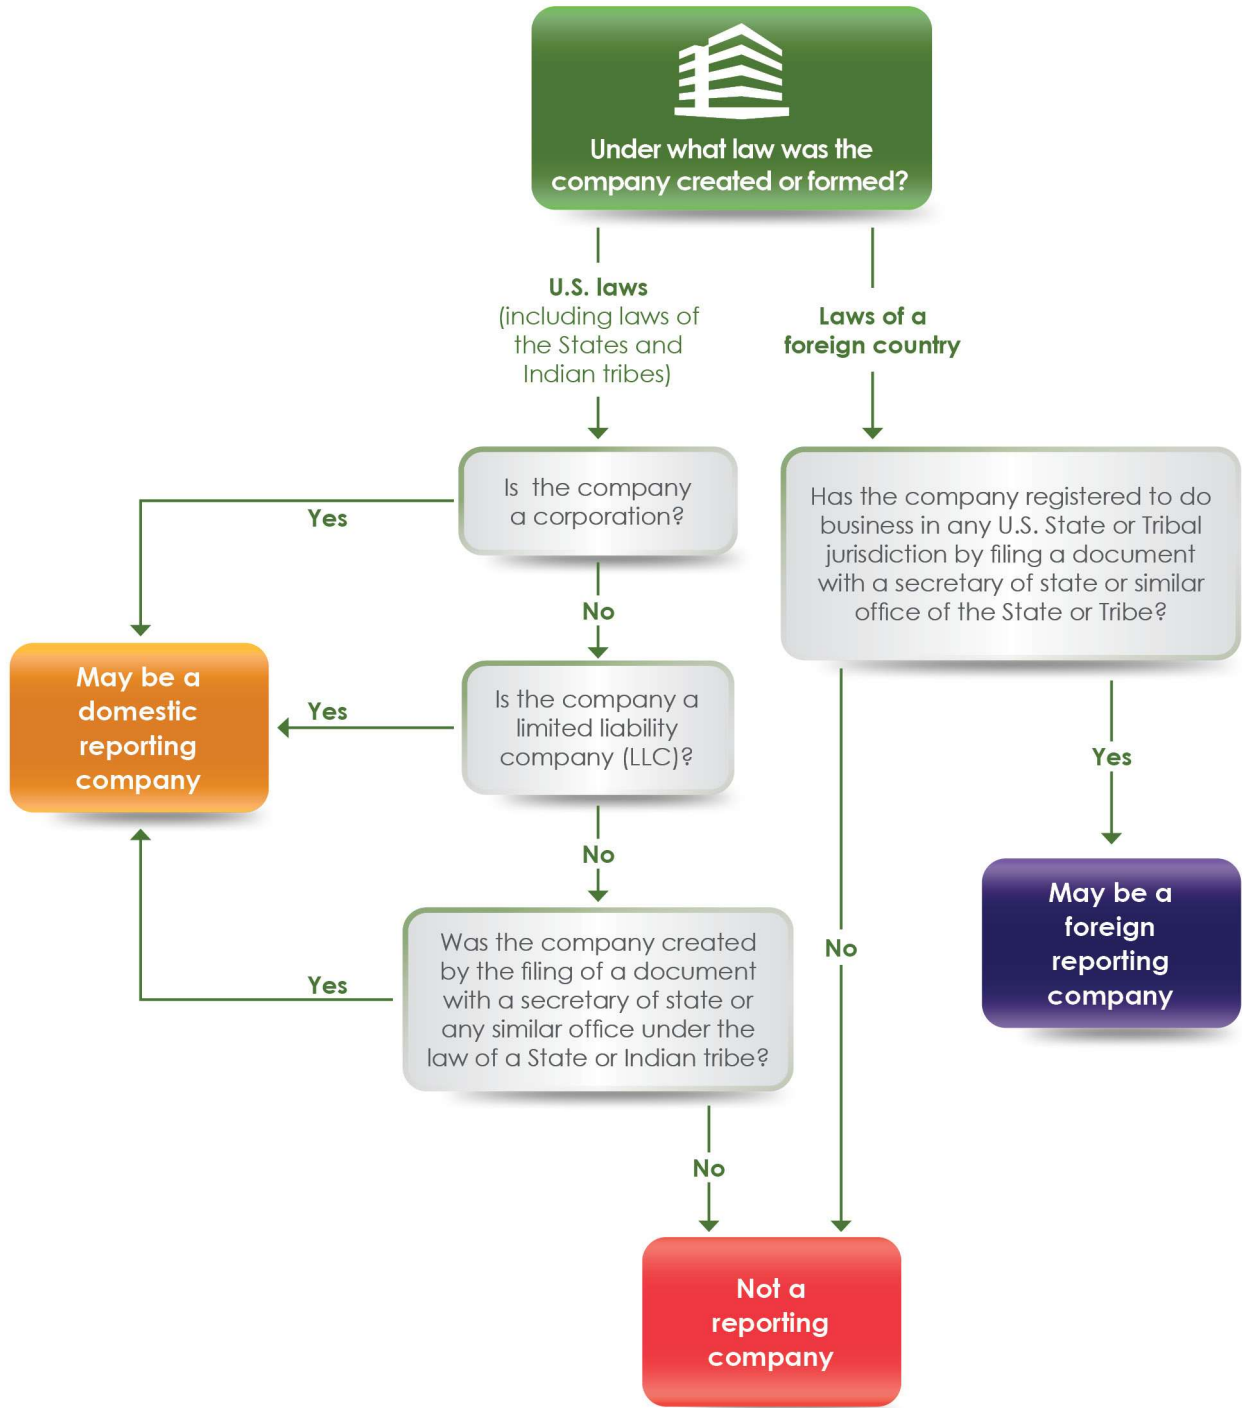 Under what law was the
company created or formed?
U.S. laws
(including laws of
the States and
Indian tribes)
Laws of a
foreign country
Is the company
a corporation?
Yes
No
Has the company registered to do
business in any U.S. State or Tribal
jurisdiction by filing a document
with a secretary of state or similar
office of the State or Tribe?
May be a
domestic
reporting
company
Yes
Is the company a
limited liability
company (LLC)?
Yes
No
May be a
foreign
reporting
company
Was the company created
by the filing of a document
with a secretary of state or
any similar office under the
law of a State or Indian tribe?
Yes
No
No
Not a
reporting
company